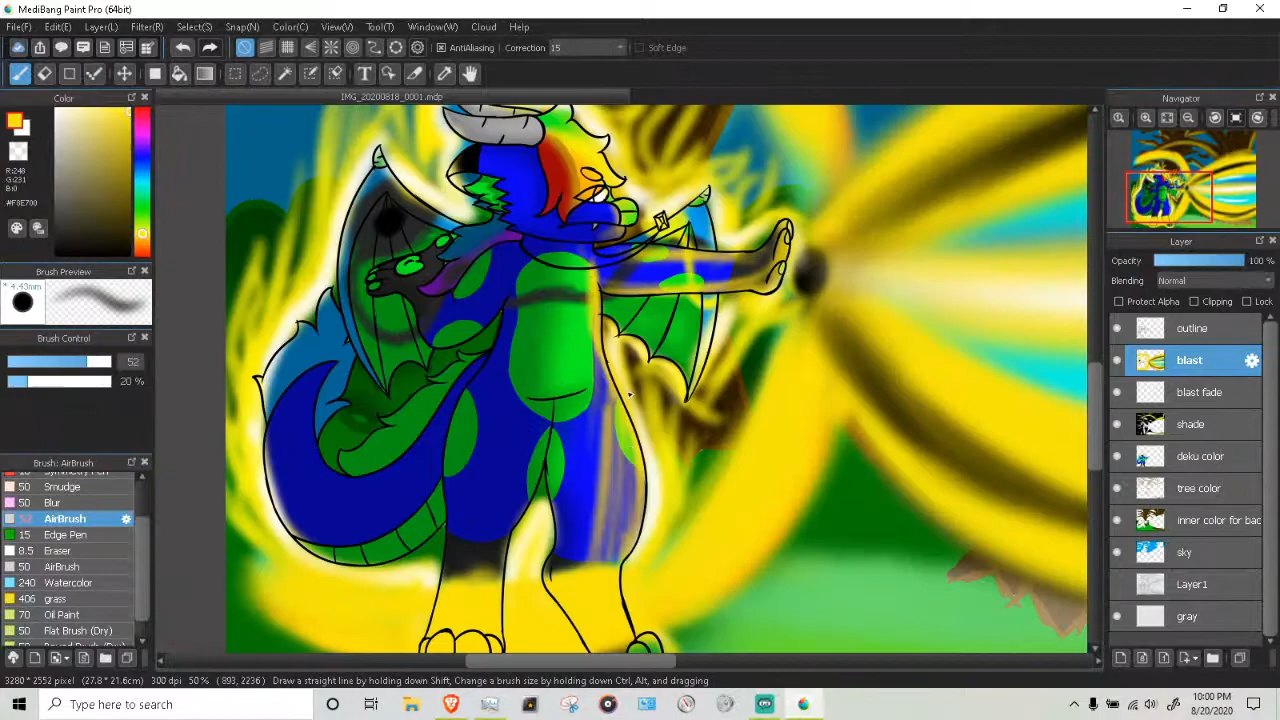 MediBang Paint Pro (64bit)
File(F) Edit(E) Layer(L) Filter(R) Select(S) Snap(N) Color(C) View(V) Tool(T) Window(W) Cloud Help
AntiAliasing Correction 15 Soft Edge
IMG_20200818_0001.mdp
Color
R:248
G:231
B:0
#F8E700
Brush Preview
* 4.43mm
Brush Control
52
20 %
Brush: AirBrush
50 Smudge
50 Blur
52 AirBrush
15 Edge Pen
8.5 Eraser
50 AirBrush
240 Watercolor
406 grass
70 Oil Paint
50 Flat Brush (Dry)
Navigator
Layer
Opacity 100 %
Blending Normal
Protect Alpha Clipping Lock
outline
blast
blast fade
shade
deku color
tree color
inner color for bac
sky
Layer1
gray
3280 * 2552 pixel (27.8 * 21.6cm) 300 dpi 50 % ( 893, 2236 ) Draw a straight line by holding down Shift, Change a brush size by holding down Ctrl, Alt, and dragging
Type here to search
10:00 PM
8/20/2020